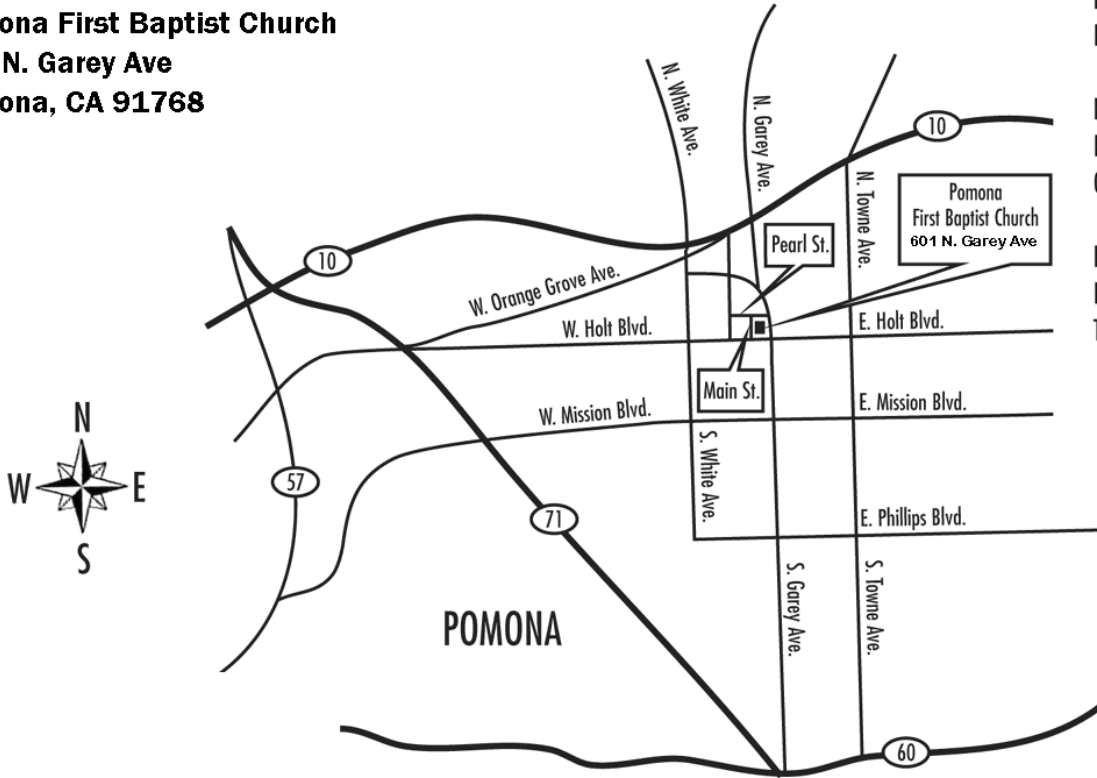 ona First Baptist Church
N. Garey Ave
ona, CA 91768
N. White Ave.
N. Garey Ave.
10
N. Towne Ave.
Pomona
First Baptist Church
601 N. Garey Ave
Pearl St.
10
W. Orange Grove Ave.
W. Holt Blvd.
E. Holt Blvd.
Main St.
W. Mission Blvd.
E. Mission Blvd.
N
W
E
S
57
S. White Ave.
71
E. Phillips Blvd.
S. Garey Ave.
S. Towne Ave.
POMONA
60